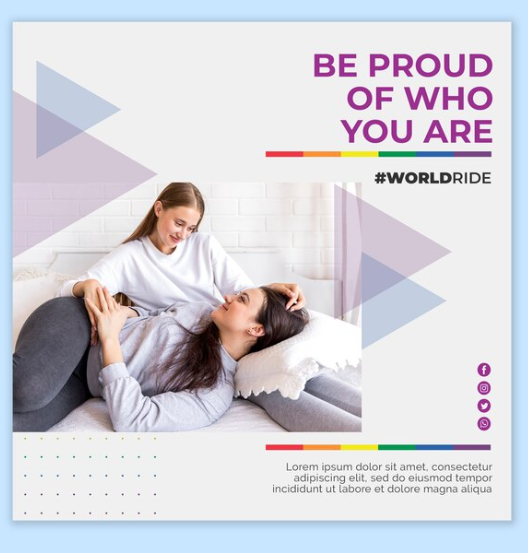 BE PROUD
OF WHO
YOU ARE
#WORLDRIDE
Lorem ipsum dolor sit amet, consectetur
adipiscing elit, sed do eiusmod tempor
incididunt ut labore et dolore magna aliqua